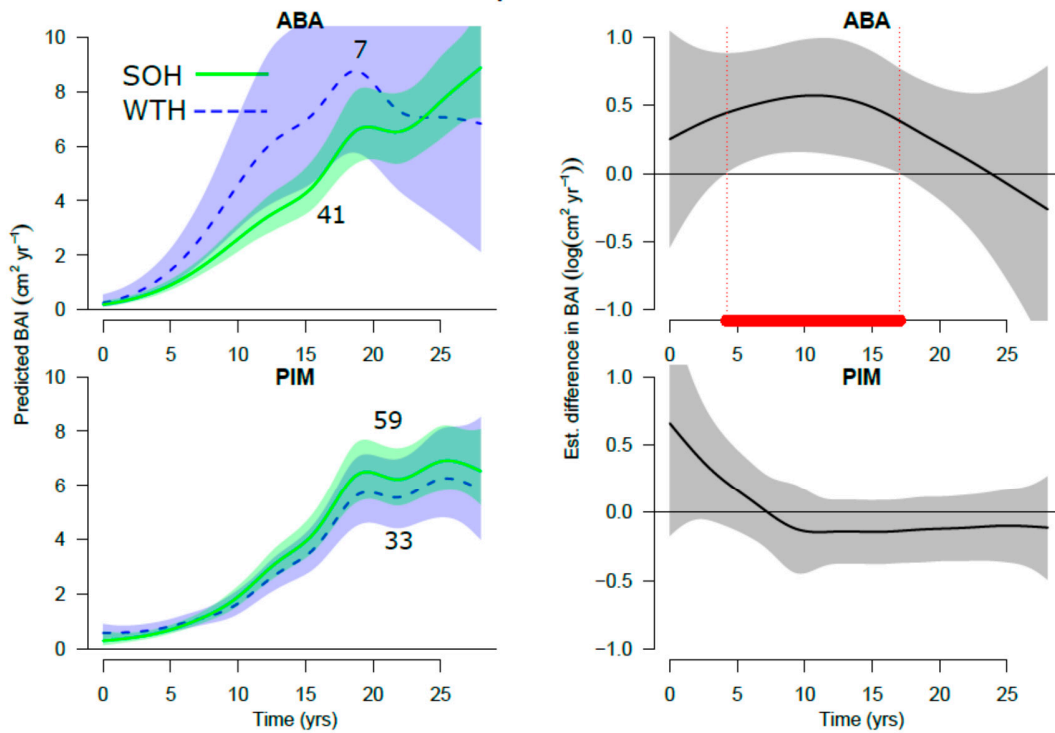 ABA
10
8
6
4
2
0
SOH
WTH
7
41
0 5 10 15 20 25
Predicted BAI (cm² yr⁻¹)
PIM
10
8
6
4
2
0
59
33
0 5 10 15 20 25
Time (yrs)
ABA
1.0
0.5
0.0
−0.5
−1.0
0 5 10 15 20 25
Est. difference in BAI (log(cm² yr⁻¹))
PIM
1.0
0.5
0.0
−0.5
−1.0
0 5 10 15 20 25
Time (yrs)